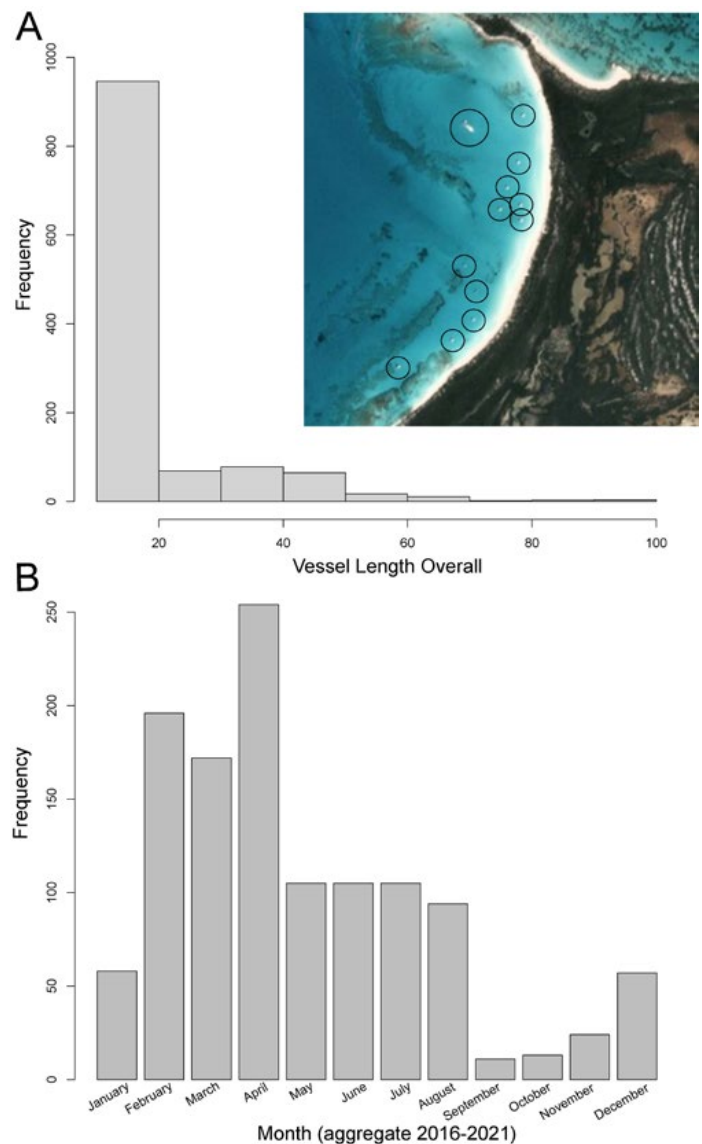 A
1000
800
600
400
200
0
Frequency
20 40 60 80 100
Vessel Length Overall
B
250
200
150
100
50
0
Frequency
January February March April May June July August September October November December
Month (aggregate 2016-2021)